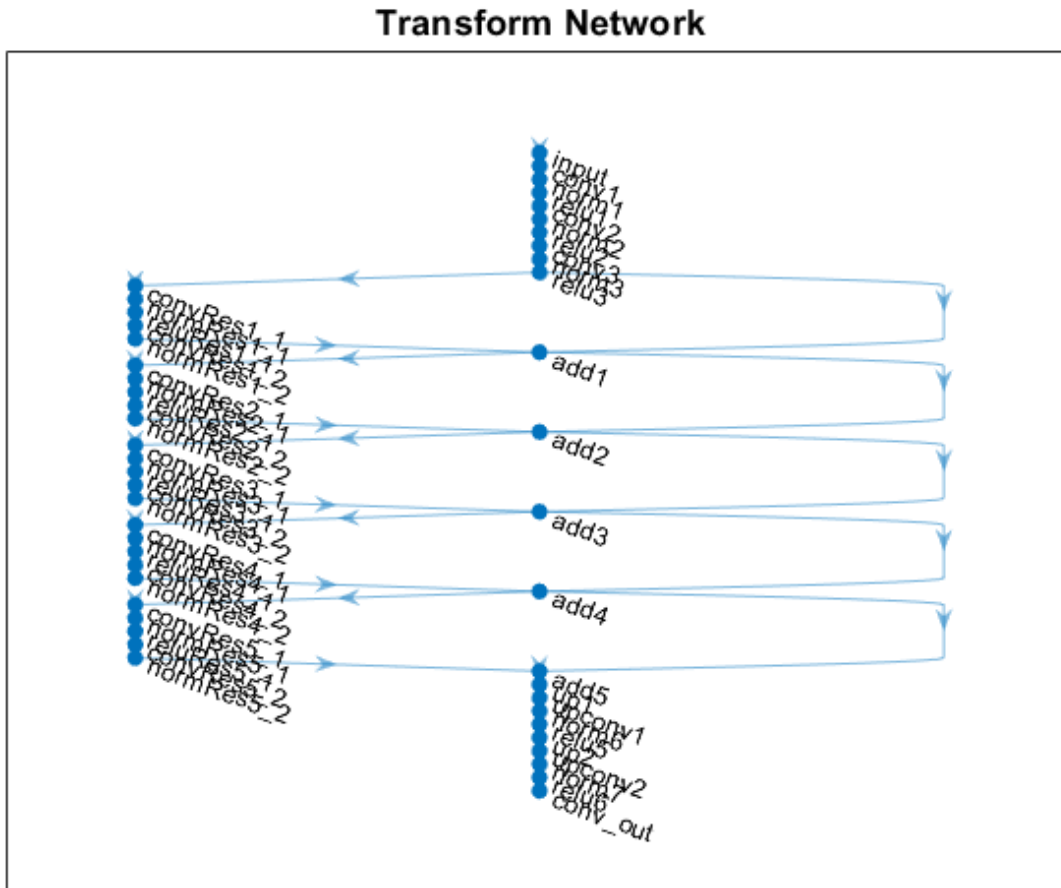 Transform Network
input
conv1
norm1
relu1
conv2
norm2
relu2
conv3
norm3
relu3
convRes1_1
normRes1_1
reluRes1_1
convRes1_2
normRes1_2
add1
convRes2_1
normRes2_1
reluRes2_1
convRes2_2
normRes2_2
add2
convRes3_1
normRes3_1
reluRes3_1
convRes3_2
normRes3_2
add3
convRes4_1
normRes4_1
reluRes4_1
convRes4_2
normRes4_2
add4
convRes5_1
normRes5_1
reluRes5_1
convRes5_2
normRes5_2
add5
up1
upconv1
norm6
relu5
up2
upconv2
norm7
relu6
conv_out